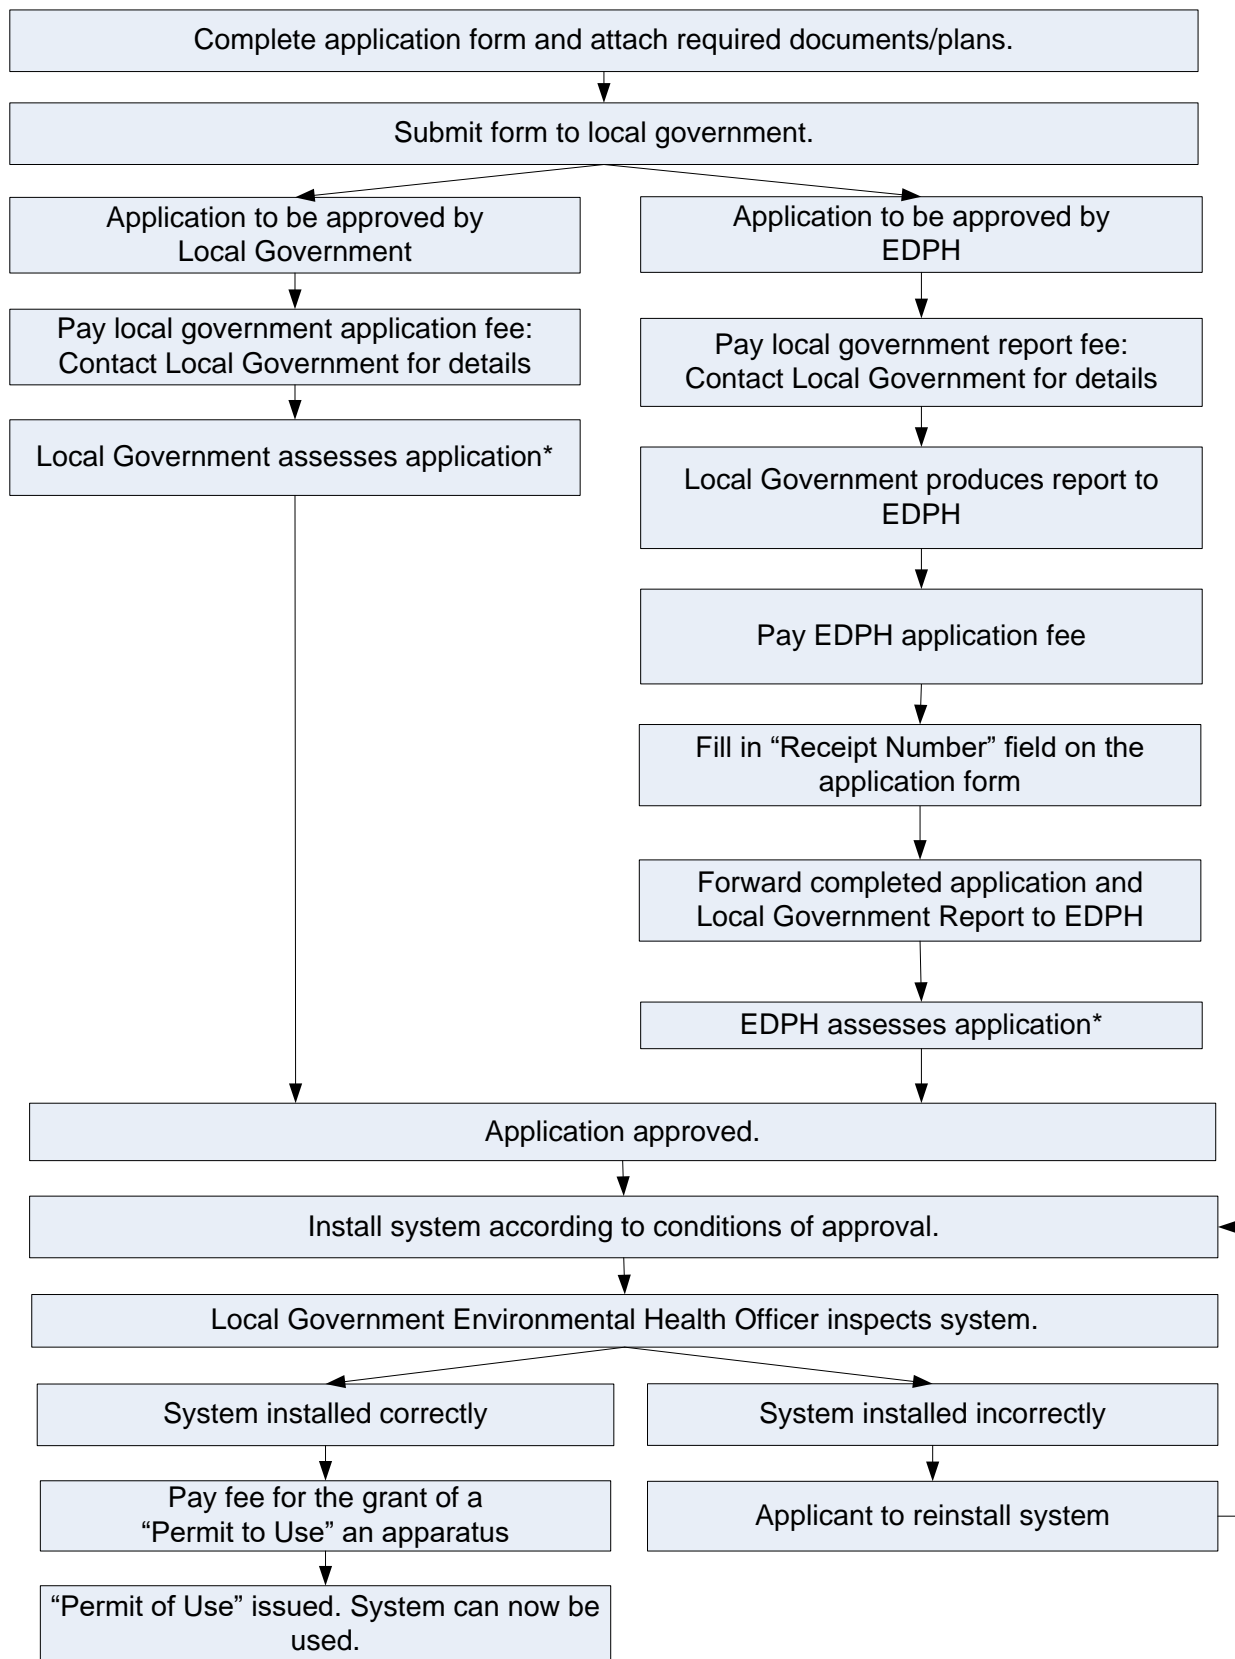 Complete application form and attach required documents/plans.
Submit form to local government.
Application to be approved by
Local Government
Pay local government application fee:
Contact Local Government for details
Local Government assesses application*
Application to be approved by
EDPH
Pay local government report fee:
Contact Local Government for details
Local Government produces report to
EDPH
Pay EDPH application fee
Fill in “Receipt Number” field on the
application form
Forward completed application and
Local Government Report to EDPH
EDPH assesses application*
Application approved.
Install system according to conditions of approval.
Local Government Environmental Health Officer inspects system.
System installed correctly
Pay fee for the grant of a
“Permit to Use” an apparatus
“Permit of Use” issued. System can now be
used.
System installed incorrectly
Applicant to reinstall system